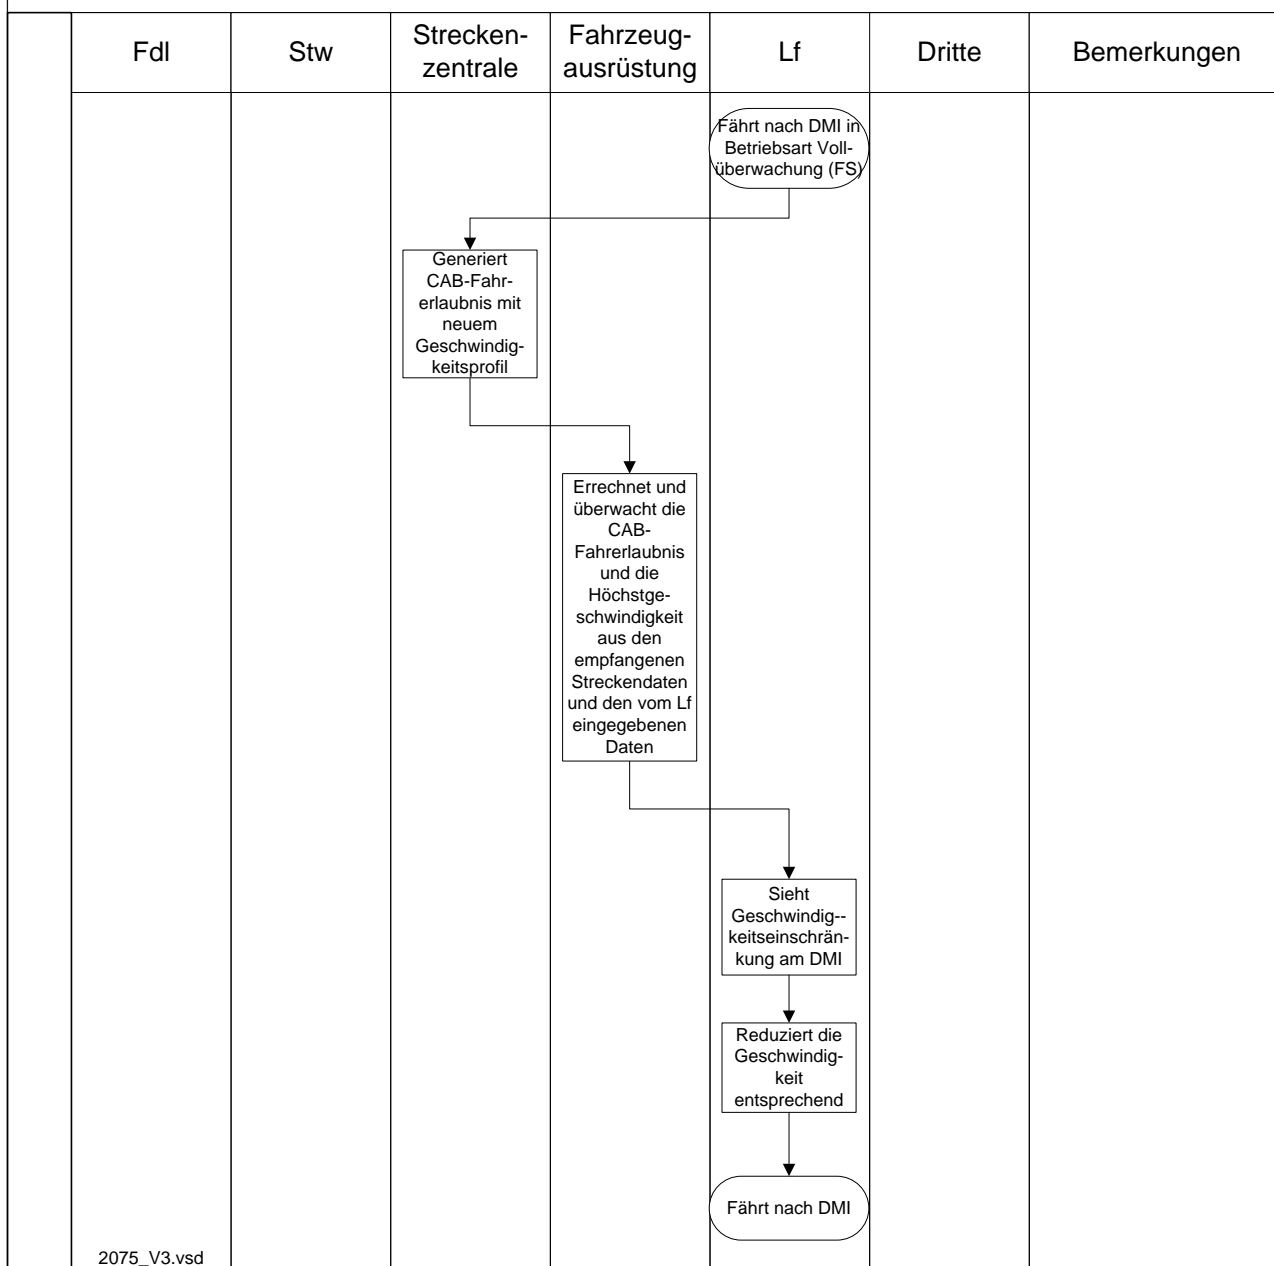 Fdl
Stw
Strecken-
zentrale
Fahrzeug-
ausrüstung
Lf
Dritte
Bemerkungen
Fährt nach DMI in
Betriebsart Voll-
überwachung (FS)
Generiert
CAB-Fahr-
erlaubnis mit
neuem
Geschwindig-
keitsprofil
Errechnet und
überwacht die
CAB-
Fahrerlaubnis
und die
Höchstge-
schwindigkeit
aus den
empfangenen
Streckendaten
und den vom Lf
eingegebenen
Daten
Sieht
Geschwindig--
keitseinschrän-
kung am DMI
Reduziert die
Geschwindig-
keit
entsprechend
Fährt nach DMI
2075_V3.vsd